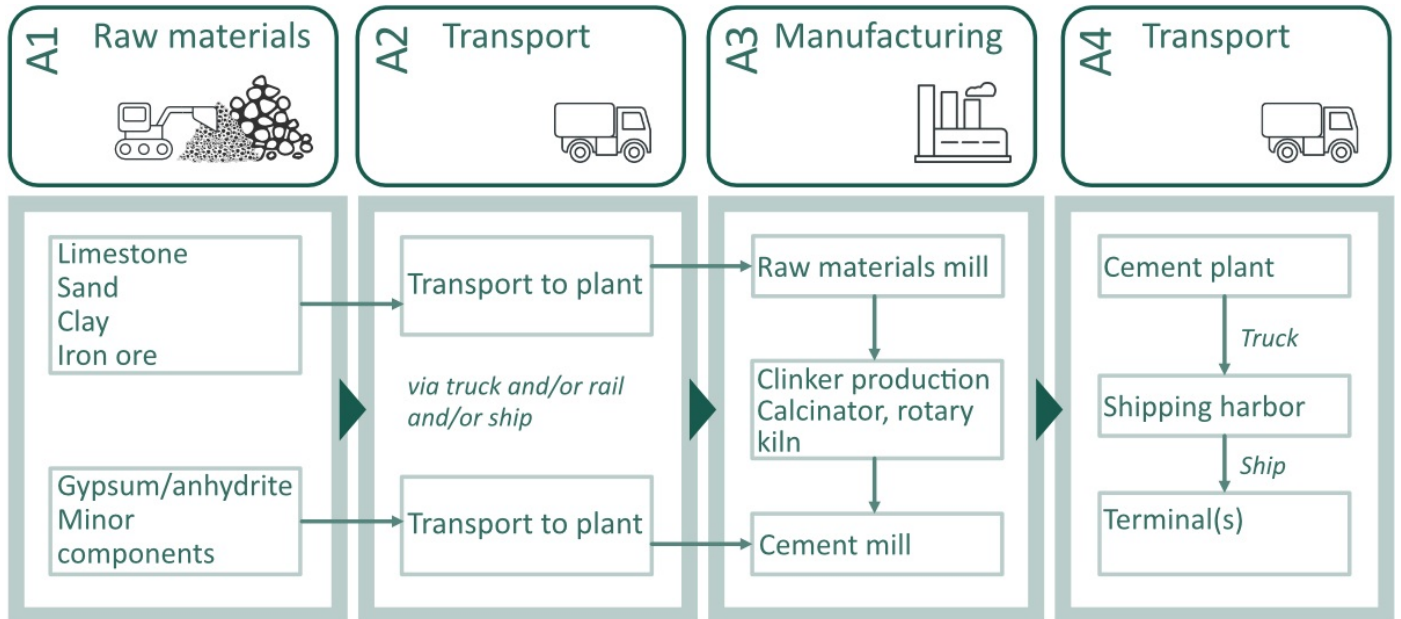 A1 Raw materials
A2 Transport
A3 Manufacturing
A4 Transport
Limestone
Sand
Clay
Iron ore
Gypsum/anhydrite
Minor
components
Transport to plant
via truck and/or rail
and/or ship
Transport to plant
Raw materials mill
Clinker production
Calcinator, rotary
kiln
Cement mill
Cement plant
Truck
Shipping harbor
Ship
Terminal(s)